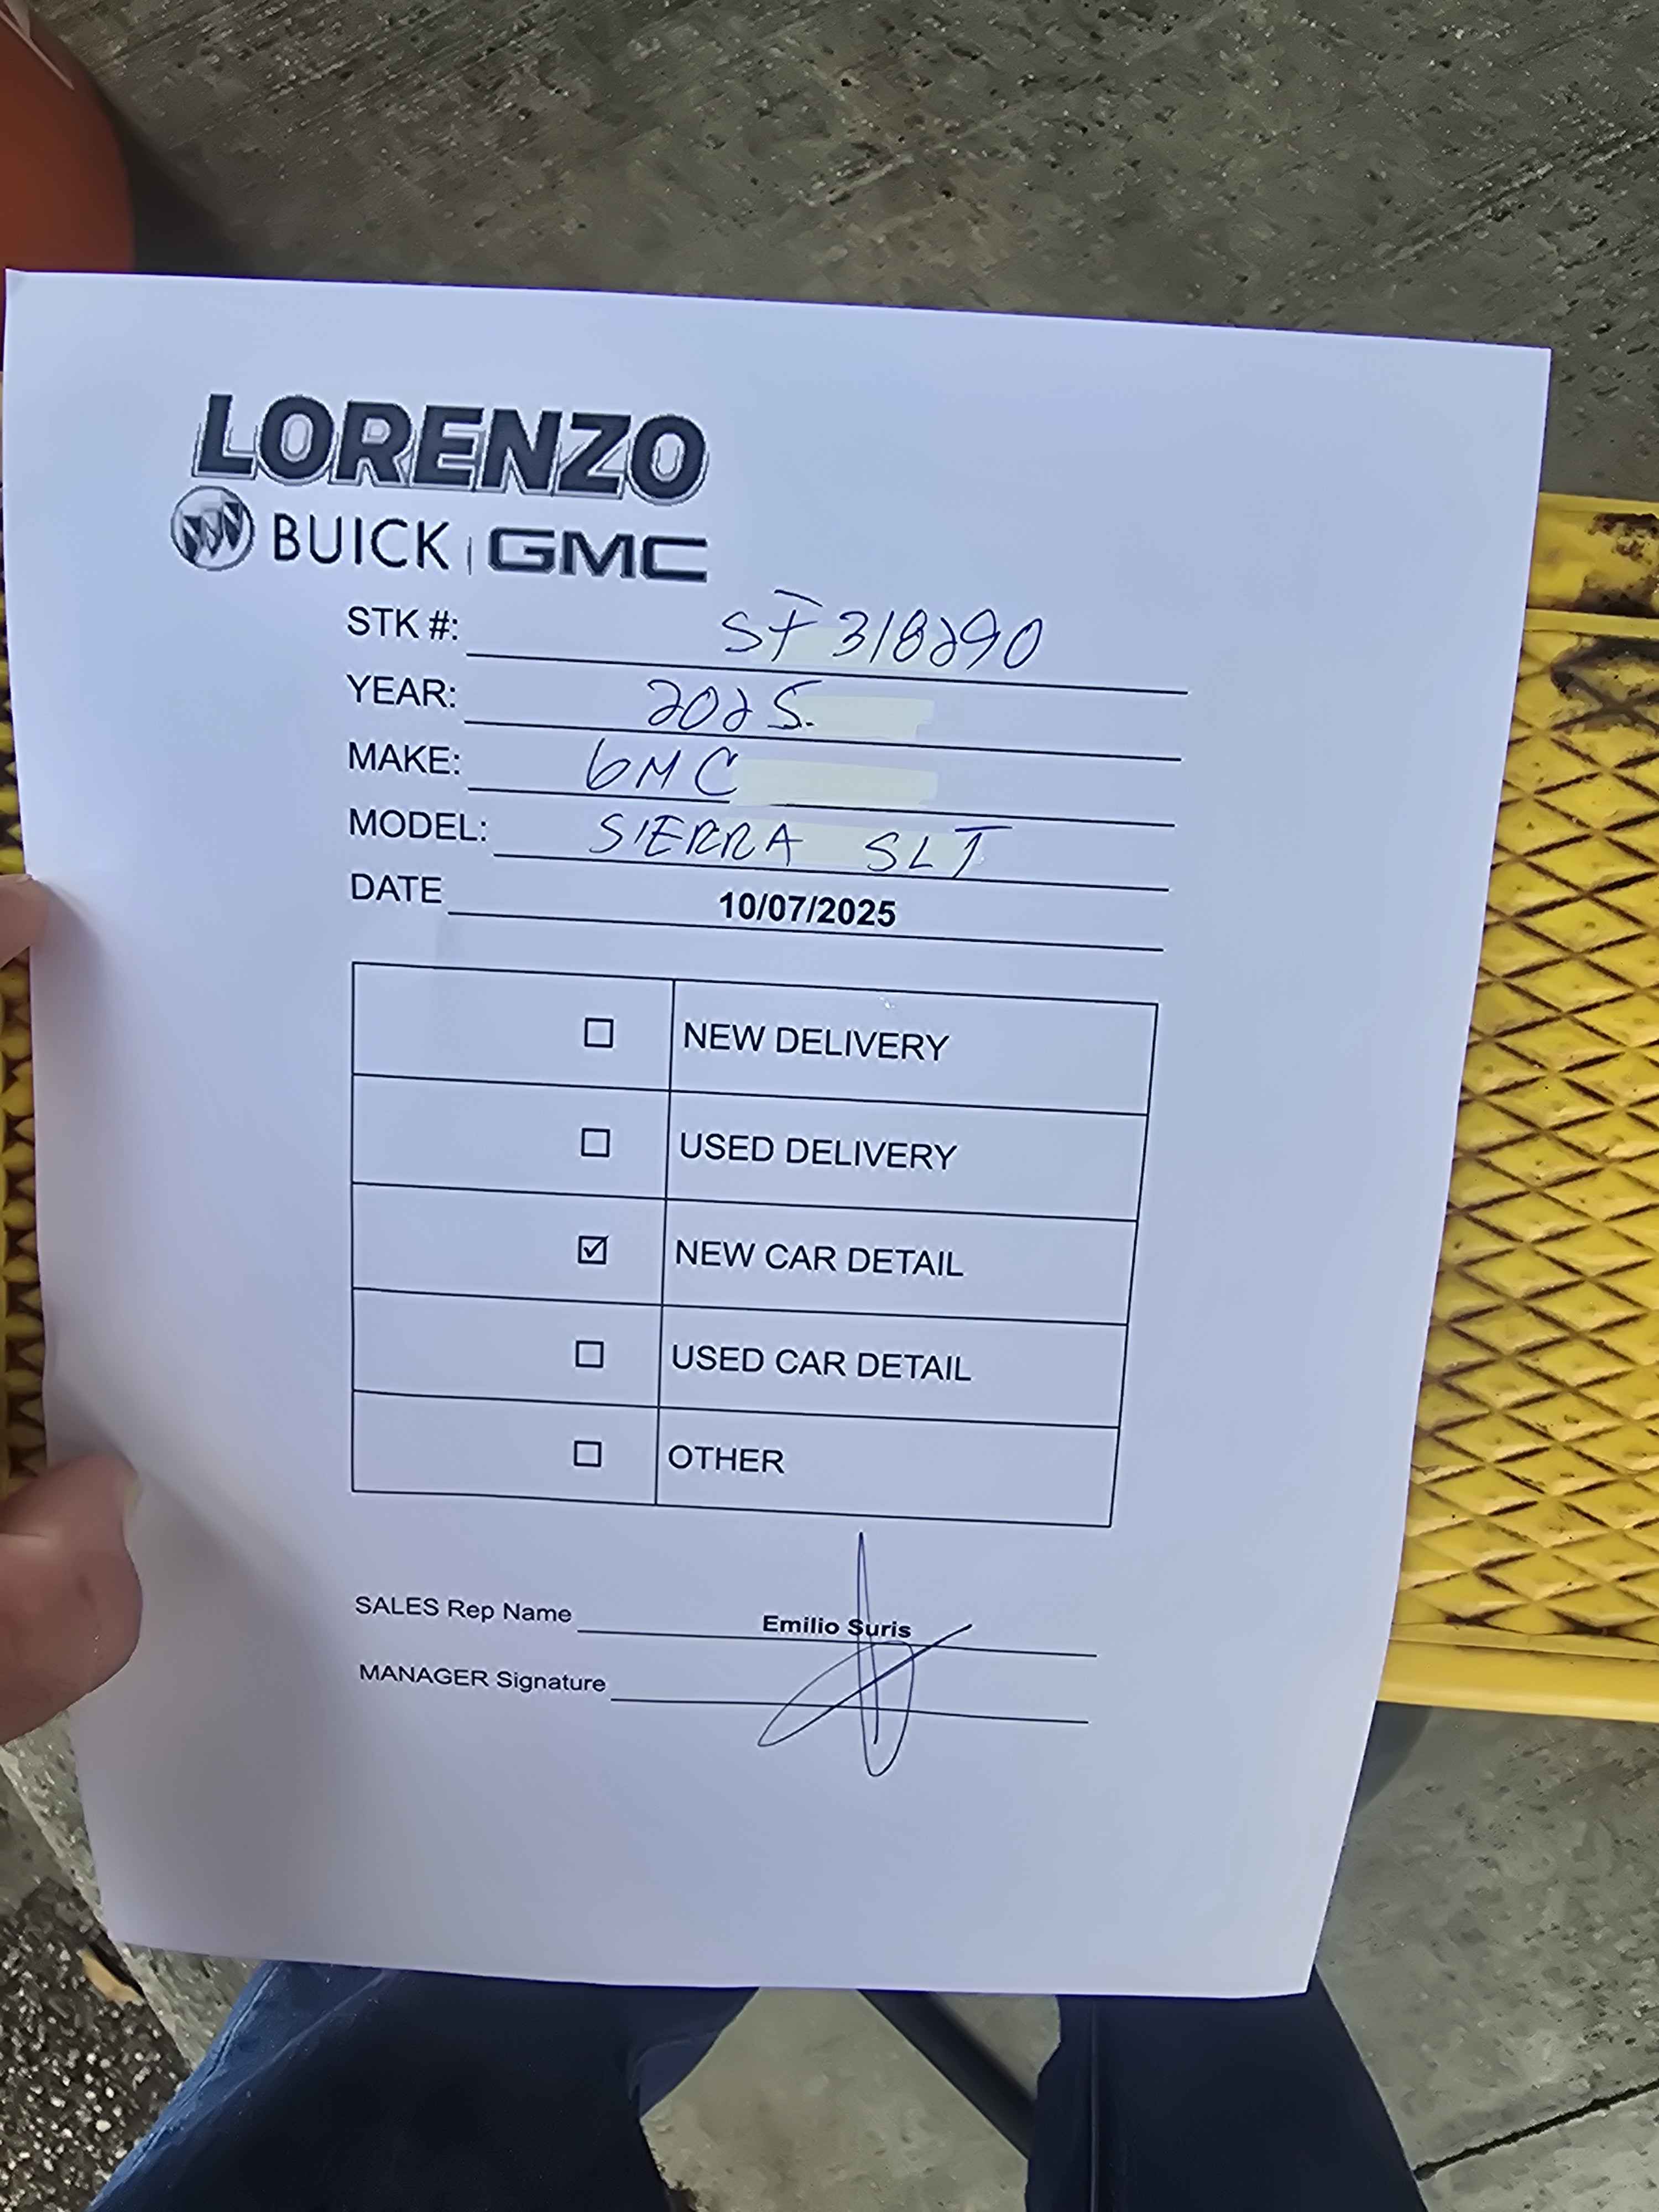 LORENZO
BUICK | GMC
STK #: SF318290
YEAR: 2025
MAKE: GMC
MODEL: SIERRA SLT
DATE 10/07/2025
☐ NEW DELIVERY
☐ USED DELIVERY
☑ NEW CAR DETAIL
☐ USED CAR DETAIL
☐ OTHER
SALES Rep Name Emilio Suris
MANAGER Signature